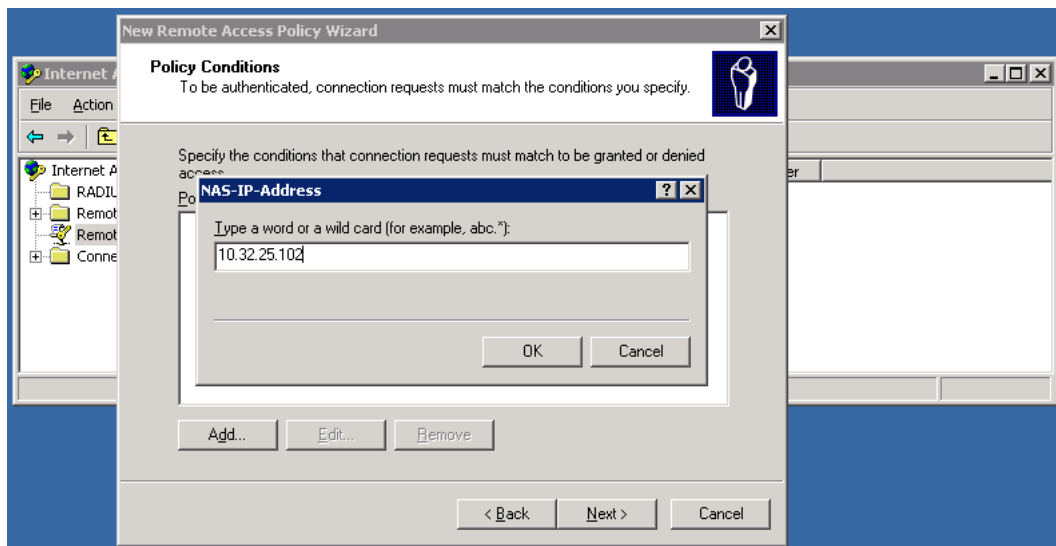 New Remote Access Policy Wizard
Policy Conditions
To be authenticated, connection requests must match the conditions you specify.
Internet A
File Action
Specify the conditions that connection requests must match to be granted or denied
access.
Internet A
RADIU
Remot
Remot
Conne
er
Po
NAS-IP-Address
Type a word or a wild card (for example, abc.*):
10.32.25.102
OK Cancel
Add... Edit... Remove
< Back Next > Cancel